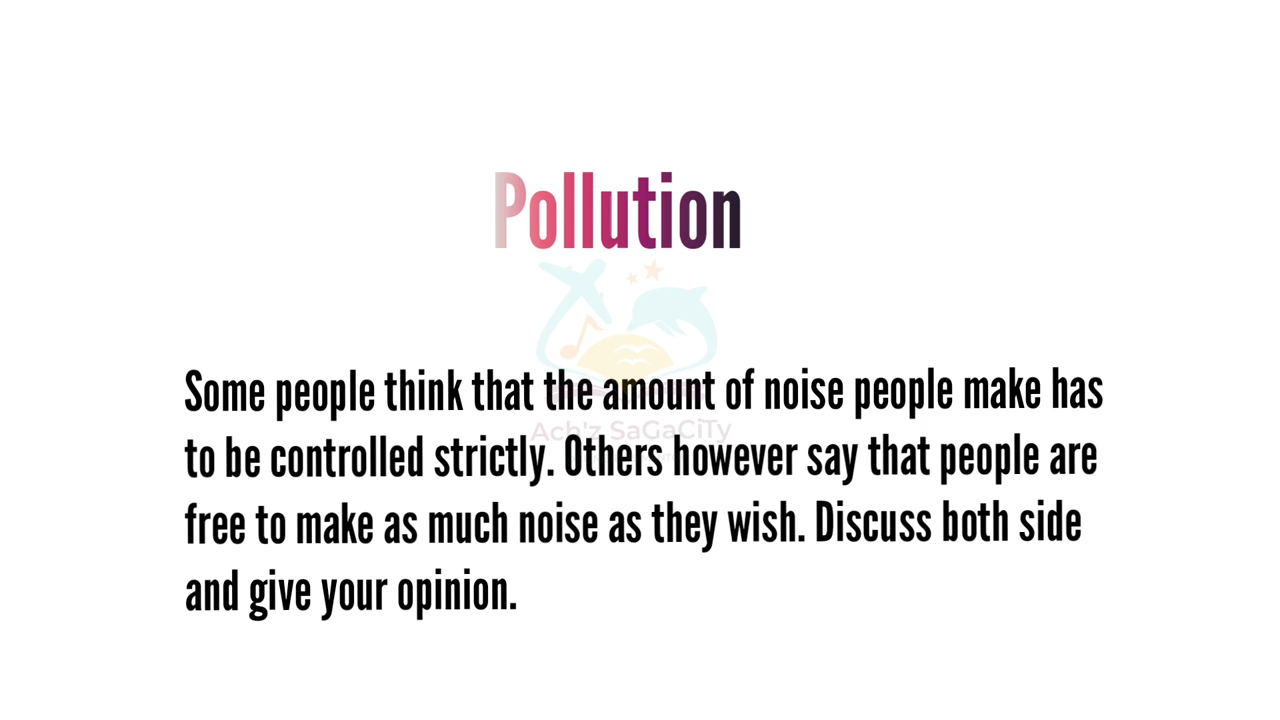 Pollution
Some people think that the amount of noise people make has
to be controlled strictly. Others however say that people are
free to make as much noise as they wish. Discuss both side
and give your opinion.
Ach'z SaGaCiTy